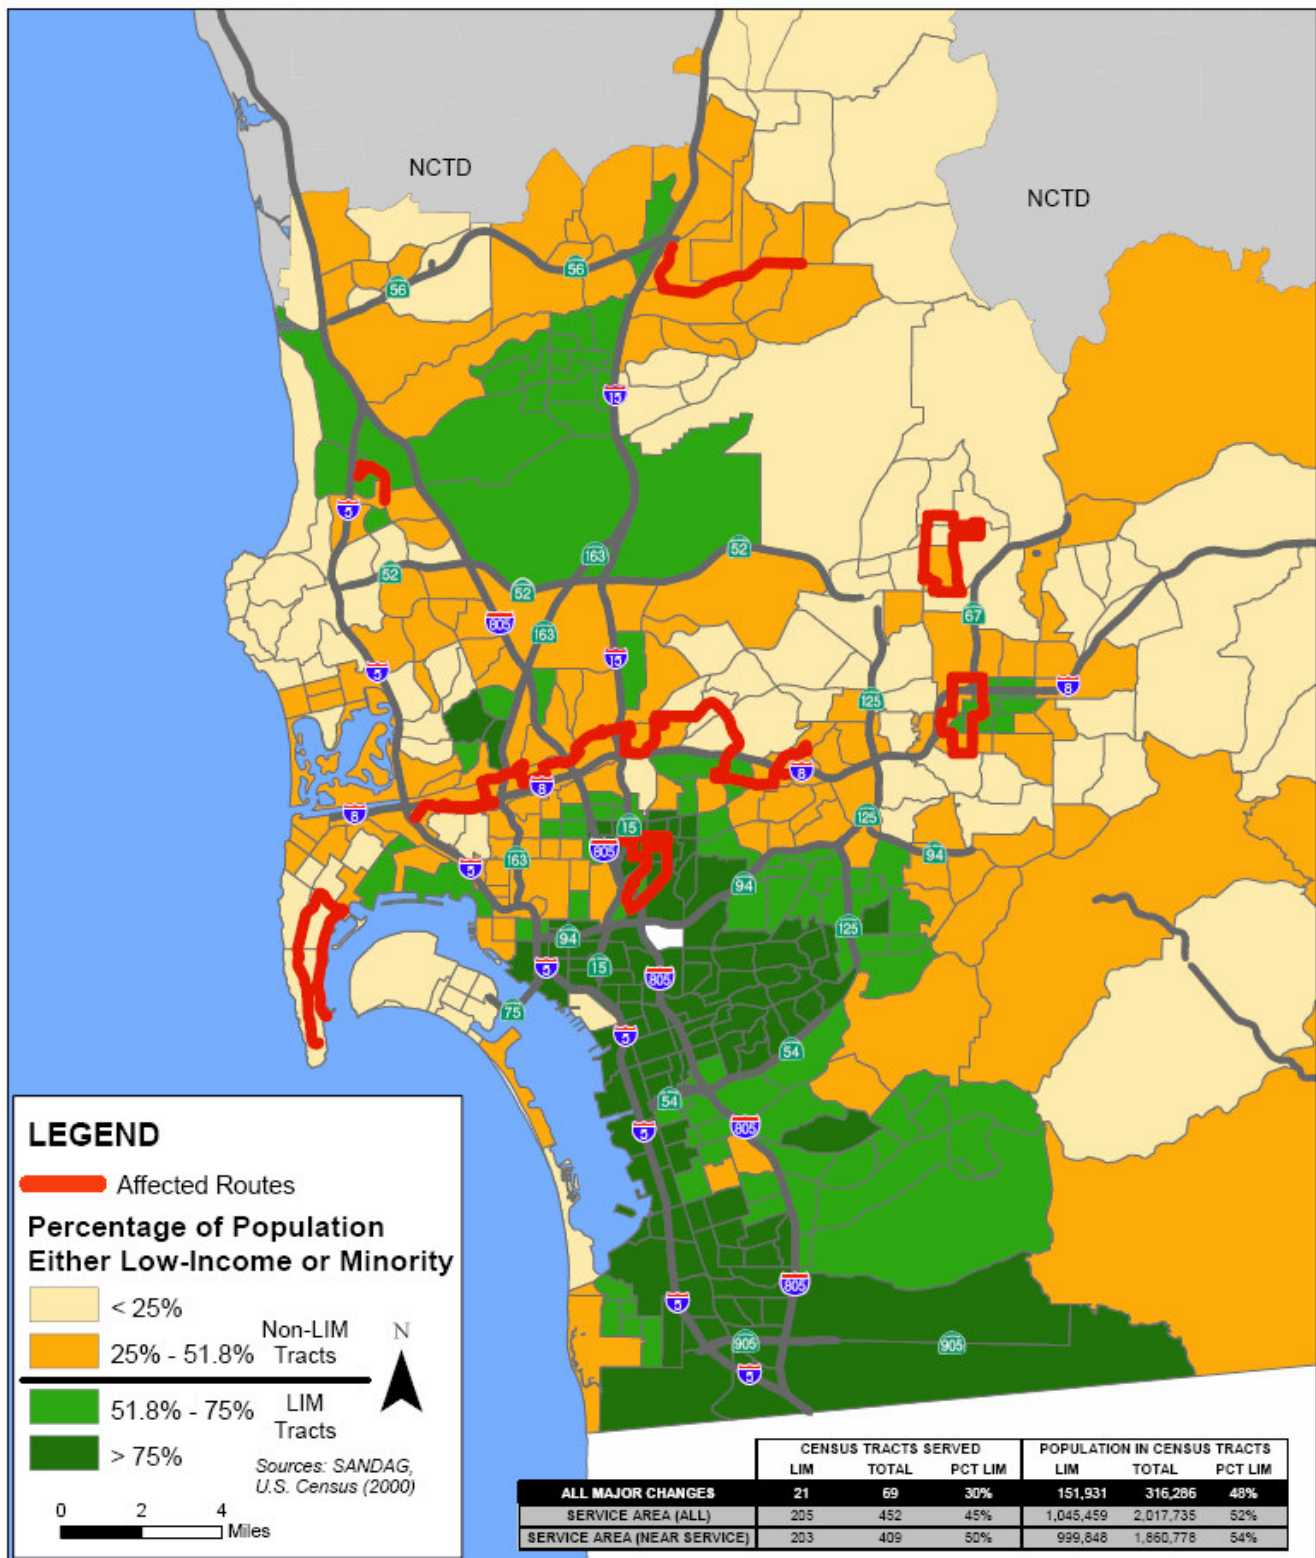 NCTD
NCTD
56
56
15
5
52
163
52
52
805
163
67
15
5
125
8
8
8
8
125
15
805
163
5
94
94
125
94
5
15
805
75
5
54
54
5
805
805
5
905
905
5
LEGEND
Affected Routes
Percentage of Population
Either Low-Income or Minority
< 25%
25% - 51.8%
Non-LIM
Tracts
51.8% - 75%
LIM
Tracts
> 75%
N
Sources: SANDAG,
U.S. Census (2000)
0 2 4
Miles
CENSUS TRACTS SERVED POPULATION IN CENSUS TRACTS
LIM TOTAL PCT LIM LIM TOTAL PCT LIM
ALL MAJOR CHANGES 21 69 30% 151,931 316,286 48%
SERVICE AREA (ALL) 205 452 45% 1,045,459 2,017,735 52%
SERVICE AREA (NEAR SERVICE) 203 409 50% 999,848 1,860,778 54%